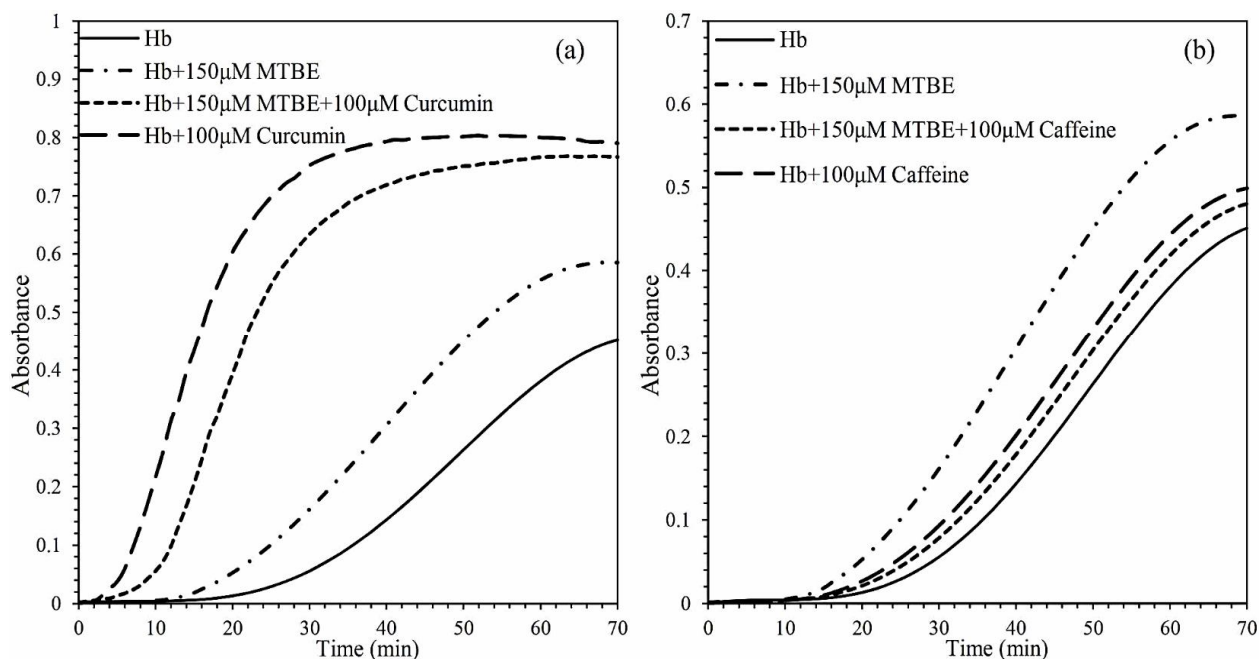 (a)
Hb
Hb+150μM MTBE
Hb+150μM MTBE+100μM Curcumin
Hb+100μM Curcumin
Absorbance
1
0.9
0.8
0.7
0.6
0.5
0.4
0.3
0.2
0.1
0
0 10 20 30 40 50 60 70
Time (min)
(b)
Hb
Hb+150μM MTBE
Hb+150μM MTBE+100μM Caffeine
Hb+100μM Caffeine
Absorbance
0.7
0.6
0.5
0.4
0.3
0.2
0.1
0
0 10 20 30 40 50 60 70
Time (min)